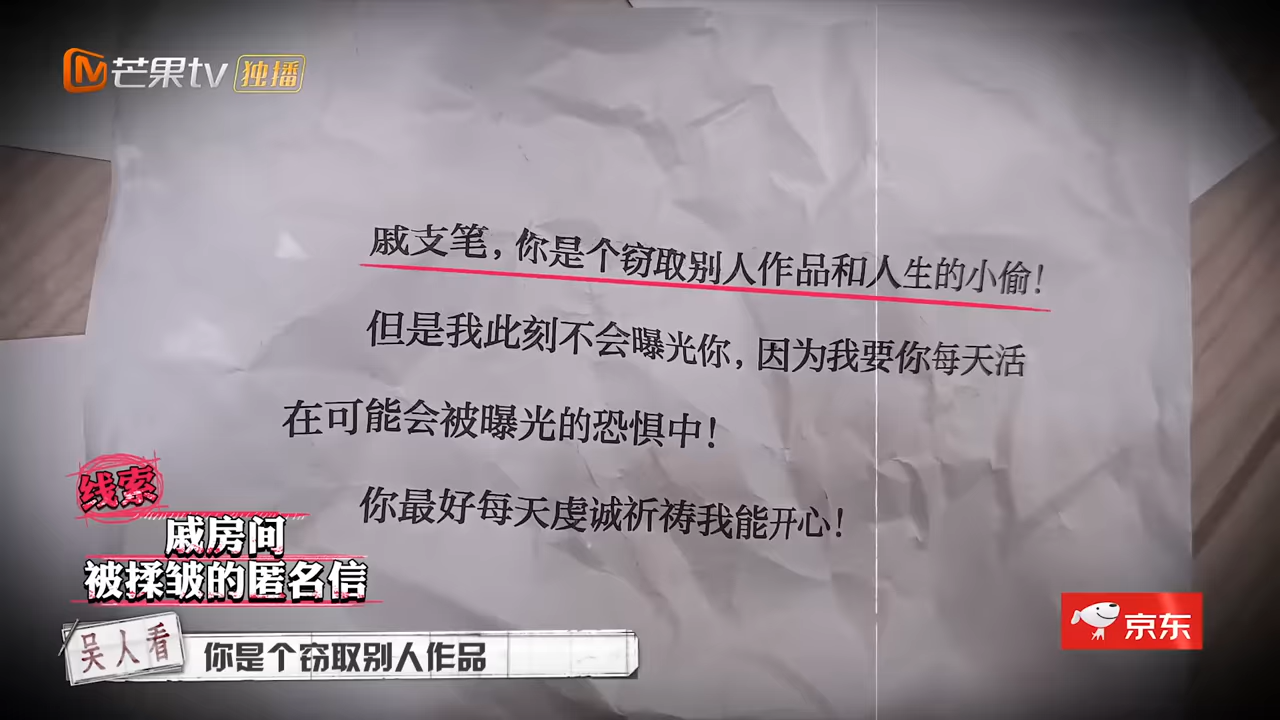 芒果tv 独播
戚支笔，你是个窃取别人作品和人生的小偷！
但是我此刻不会曝光你，因为我要你每天活
在可能会被曝光的恐惧中！
你最好每天虔诚祈祷我能开心！
线索
戚房间
被揉皱的匿名信
吴人看
你是个窃取别人作品
京东